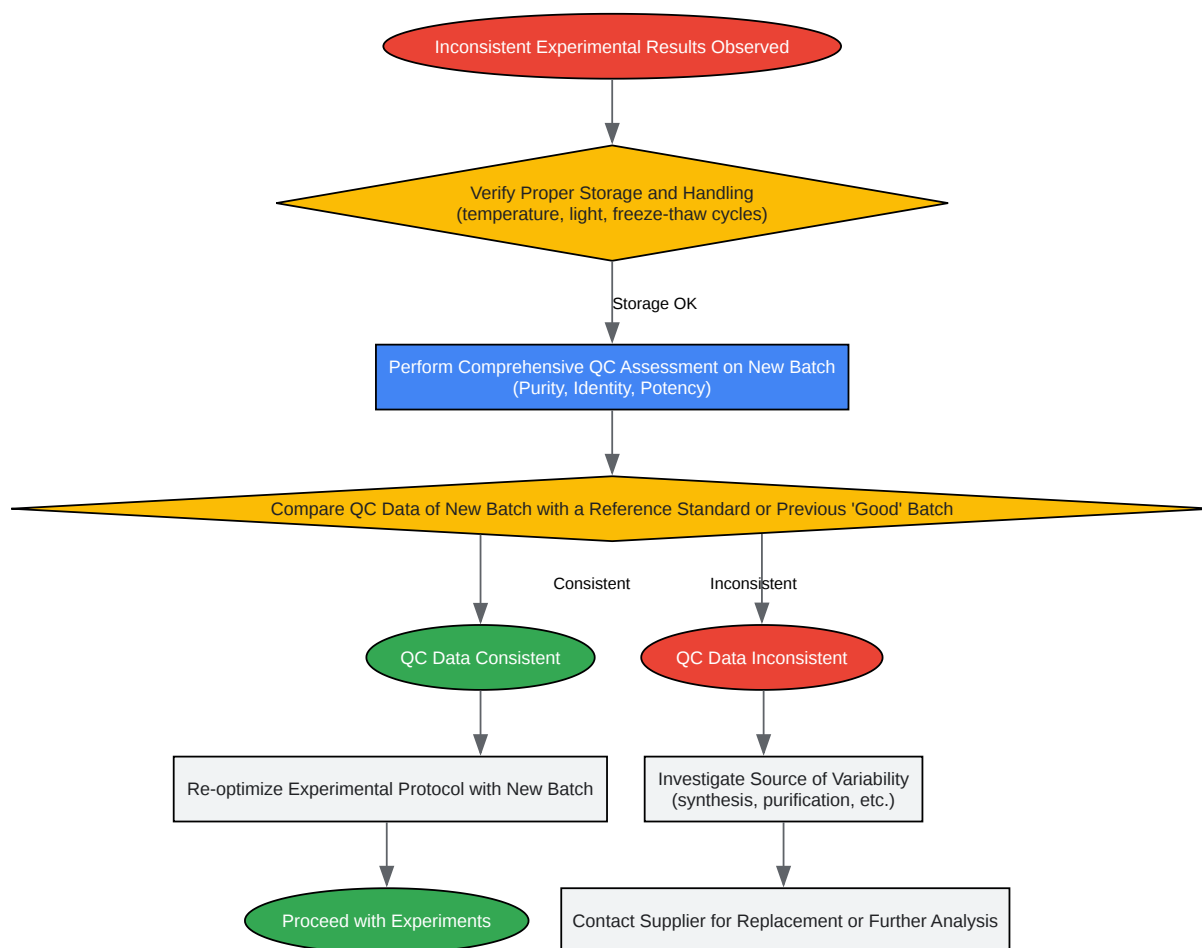 Inconsistent Experimental Results Observed
Verify Proper Storage and Handling
(temperature, light, freeze-thaw cycles)
Storage OK
Perform Comprehensive QC Assessment on New Batch
(Purity, Identity, Potency)
Compare QC Data of New Batch with a Reference Standard or Previous 'Good' Batch
Consistent
Inconsistent
QC Data Consistent
QC Data Inconsistent
Re-optimize Experimental Protocol with New Batch
Investigate Source of Variability
(synthesis, purification, etc.)
Proceed with Experiments
Contact Supplier for Replacement or Further Analysis